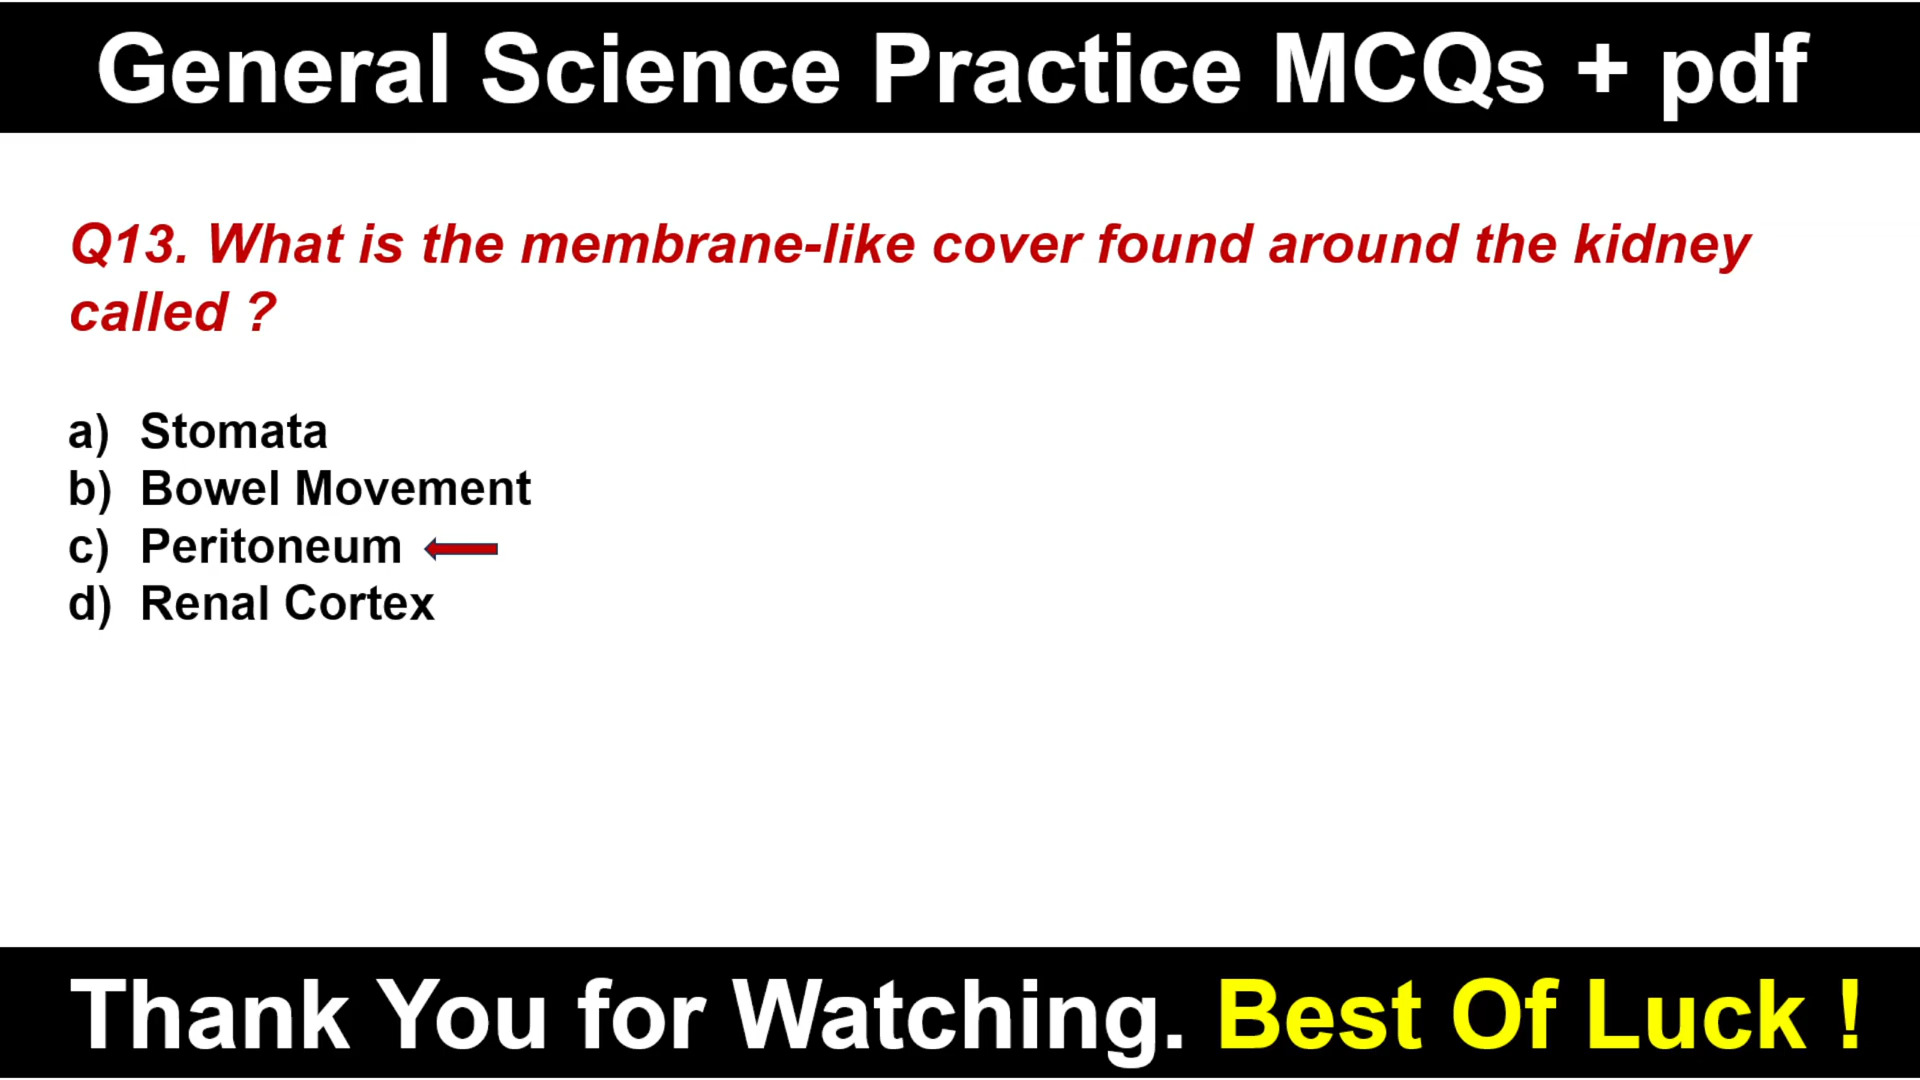 General Science Practice MCQs + pdf
Q13. What is the membrane-like cover found around the kidney
called ?
a) Stomata
b) Bowel Movement
c) Peritoneum
d) Renal Cortex
Thank You for Watching. Best Of Luck !